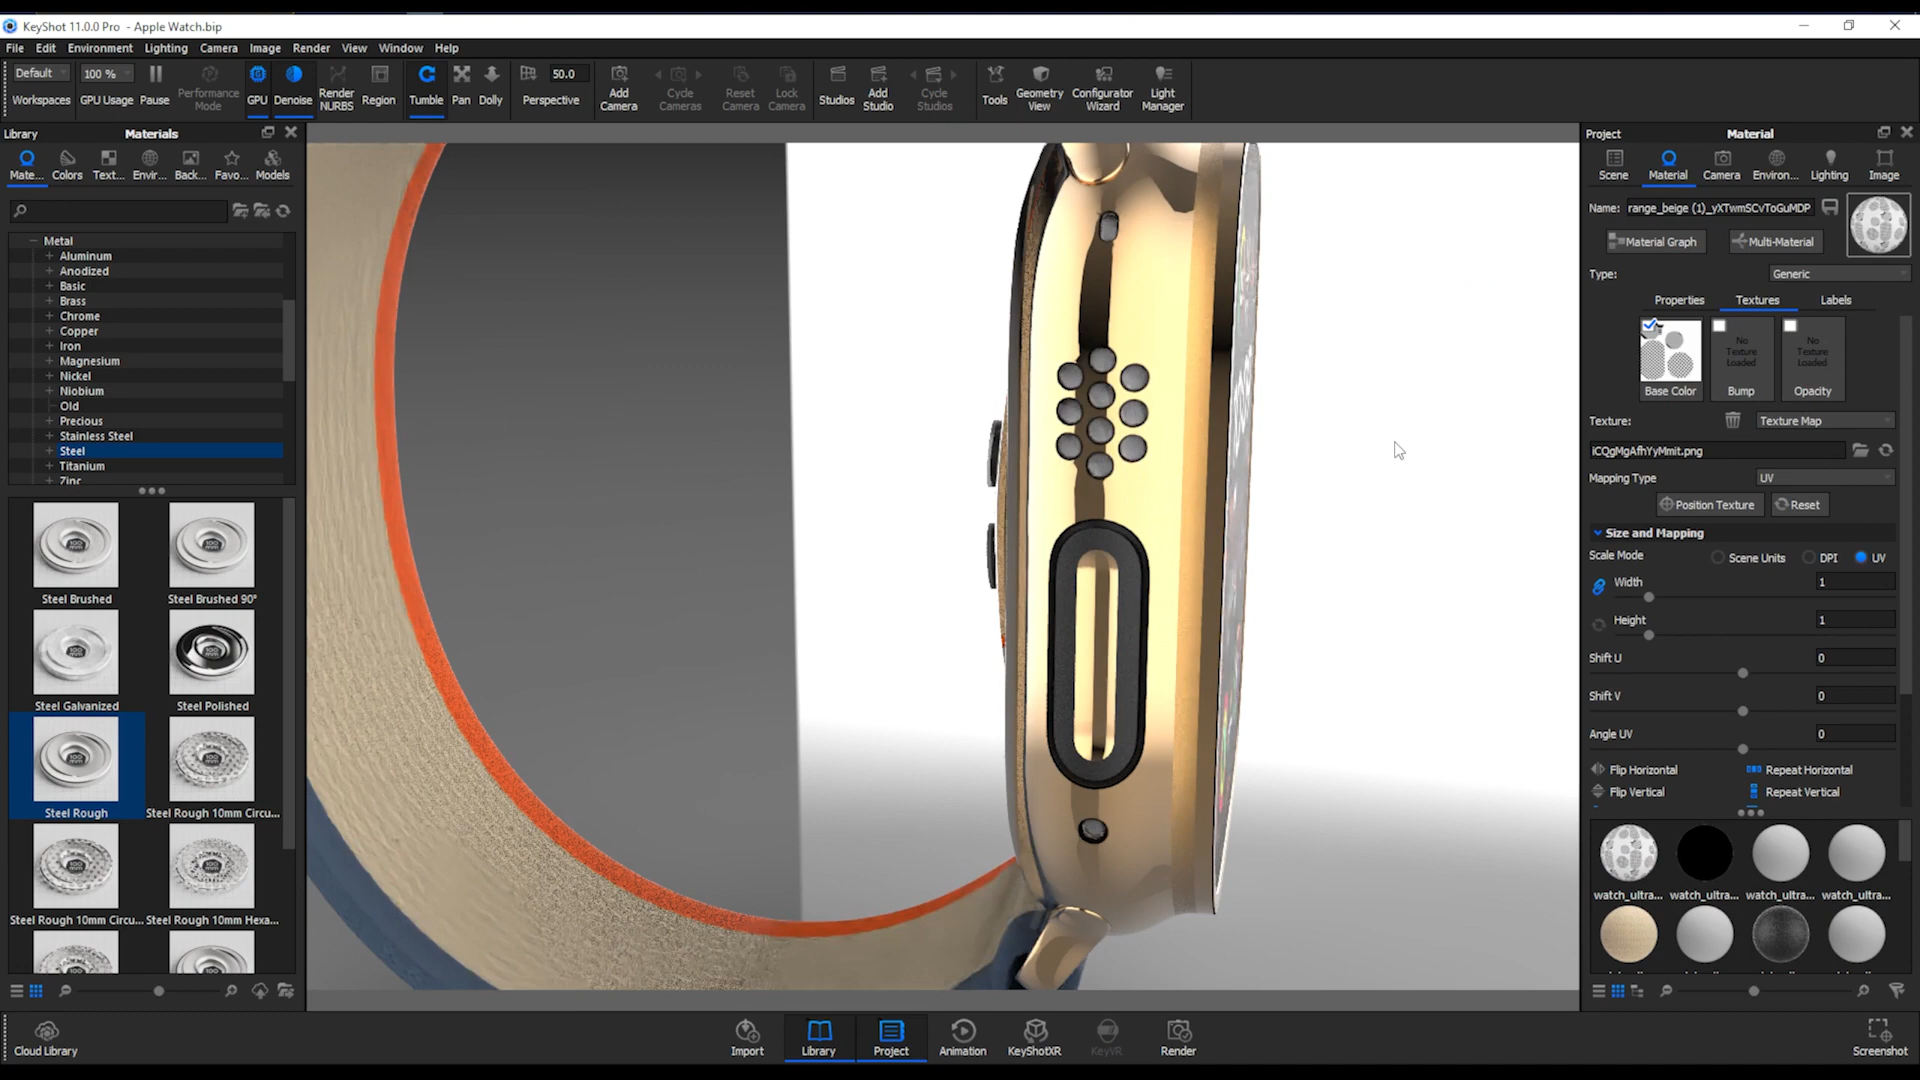 KeyShot 11.0.0 Pro - Apple Watch.bip
File Edit Environment Lighting Camera Image Render View Window Help
Default 100 % 50.0
Workspaces GPU Usage Pause Performance Mode GPU Denoise Render NURBS Region Tumble Pan Dolly Perspective Add Camera Cycle Cameras Reset Camera Lock Camera Studios Add Studio Cycle Studios Tools Geometry View Configurator Wizard Light Manager
Library Materials
Mate... Colors Text... Envir... Back... Favo... Models
Metal
Aluminum
Anodized
Basic
Brass
Chrome
Copper
Iron
Magnesium
Nickel
Niobium
Old
Precious
Stainless Steel
Steel
Titanium
Zinc
Steel Brushed Steel Brushed 90°
Steel Galvanized Steel Polished
Steel Rough Steel Rough 10mm Circu...
Steel Rough 10mm Circu... Steel Rough 10mm Hexa...
Project Material
Scene Material Camera Environ... Lighting Image
Name: range_beige (1)_yXTwmSCvToGuMDP
Material Graph Multi-Material
Type: Generic
Properties Textures Labels
No Texture Loaded No Texture Loaded
Base Color Bump Opacity
Texture: Texture Map
iCQgMgAfhYyMmit.png
Mapping Type UV
Position Texture Reset
Size and Mapping
Scale Mode Scene Units DPI UV
Width 1
Height 1
Shift U 0
Shift V 0
Angle UV 0
Flip Horizontal Repeat Horizontal
Flip Vertical Repeat Vertical
watch_ultra... watch_ultra... watch_ultra... watch_ultra...
Cloud Library Import Library Project Animation KeyShotXR KeyVR Render Screenshot